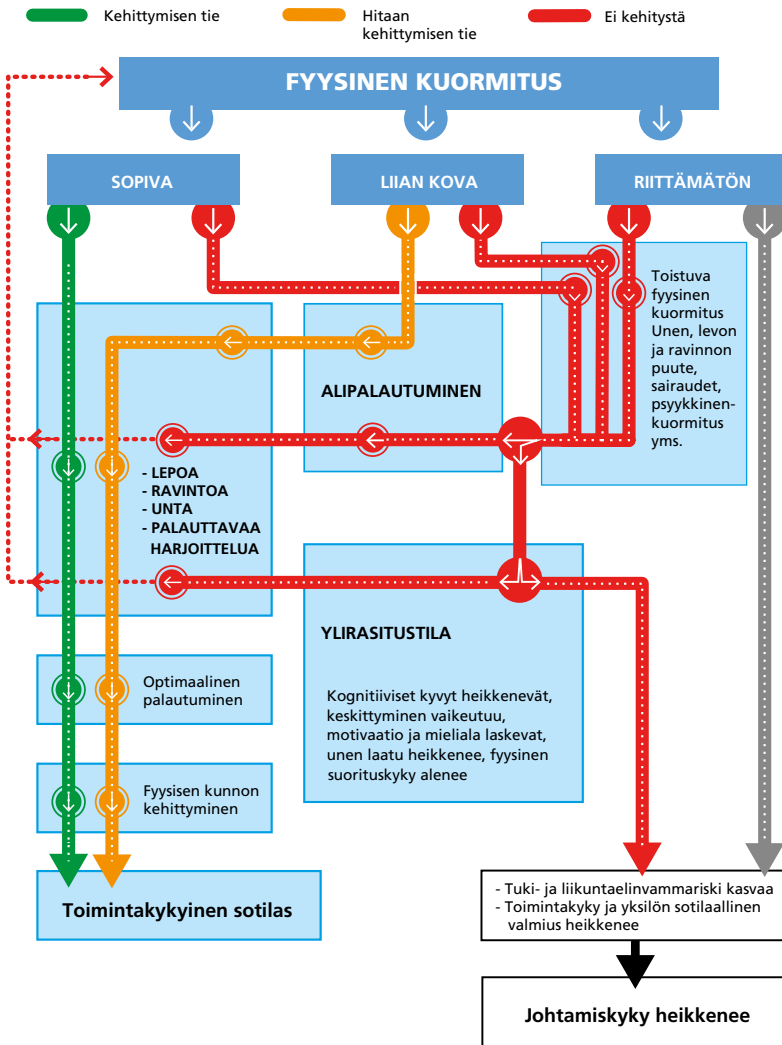 Kehittymisen tie
Hitaan
kehittymisen tie
Ei kehitystä
FYYSINEN KUORMITUS
SOPIVA
LIIAN KOVA
RIITTÄMÄTÖN
Toistuva
fyysinen
kuormitus
Unen, levon
ja ravinnon
puute,
sairaudet,
psyykkinen-
kuormitus
yms.
ALIPALAUTUMINEN
- LEPOA
- RAVINTOA
- UNTA
- PALAUTTAVAA
HARJOITTELUA
YLIRASITUSTILA
Kognitiiviset kyvyt heikkenevät,
keskittyminen vaikeutuu,
motivaatio ja mieliala laskevat,
unen laatu heikkenee, fyysinen
suorituskyky alenee
Optimaalinen
palautuminen
Fyysisen kunnon
kehittyminen
Toimintakykyinen sotilas
- Tuki- ja liikuntaelinvammariski kasvaa
- Toimintakyky ja yksilön sotilaallinen
valmius heikkenee
Johtamiskyky heikkenee